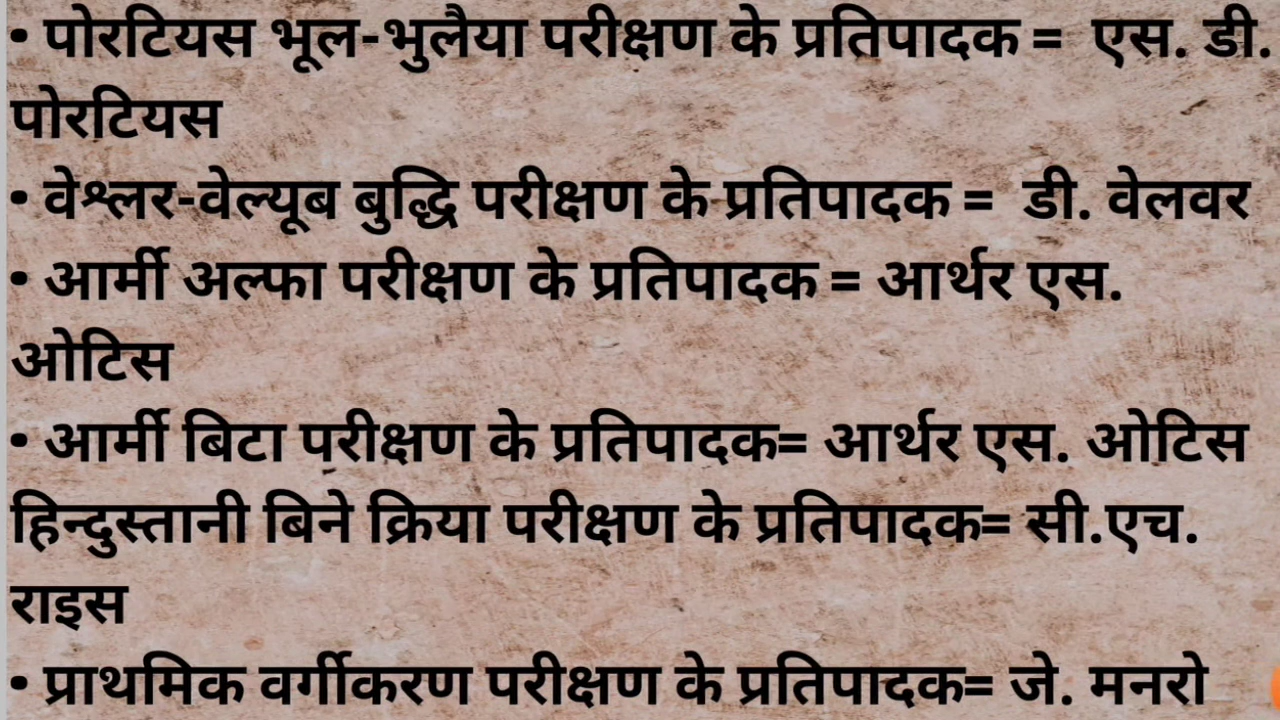 • पोरटियस भूल-भुलैया परीक्षण के प्रतिपादक = एस. डी.
पोरटियस
• वेश्लर-वेल्यूब बुद्धि परीक्षण के प्रतिपादक = डी. वेलवर
• आर्मी अल्फा परीक्षण के प्रतिपादक = आर्थर एस.
ओटिस
• आर्मी बिटा परीक्षण के प्रतिपादक= आर्थर एस. ओटिस
हिन्दुस्तानी बिने क्रिया परीक्षण के प्रतिपादक= सी.एच.
राइस
• प्राथमिक वर्गीकरण परीक्षण के प्रतिपादक= जे. मनरो